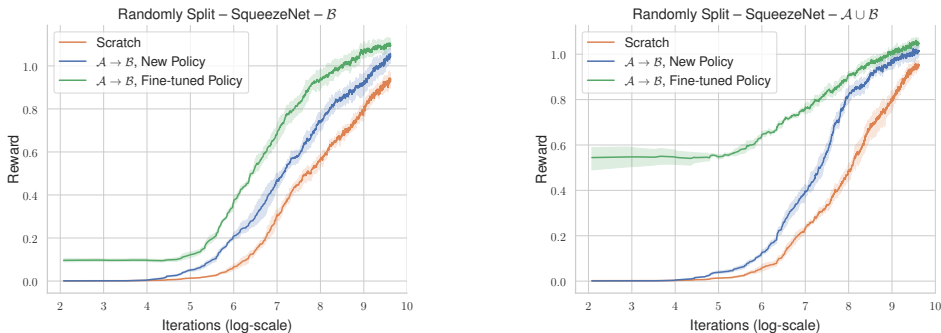 Randomly Split – SqueezeNet – ℬ
Scratch
𝒜 → ℬ, New Policy
𝒜 → ℬ, Fine-tuned Policy
Reward
1.0
0.8
0.6
0.4
0.2
0.0
2 3 4 5 6 7 8 9 10
Iterations (log-scale)
Randomly Split – SqueezeNet – 𝒜 ∪ ℬ
Scratch
𝒜 → ℬ, New Policy
𝒜 → ℬ, Fine-tuned Policy
Reward
1.0
0.8
0.6
0.4
0.2
0.0
2 3 4 5 6 7 8 9 10
Iterations (log-scale)